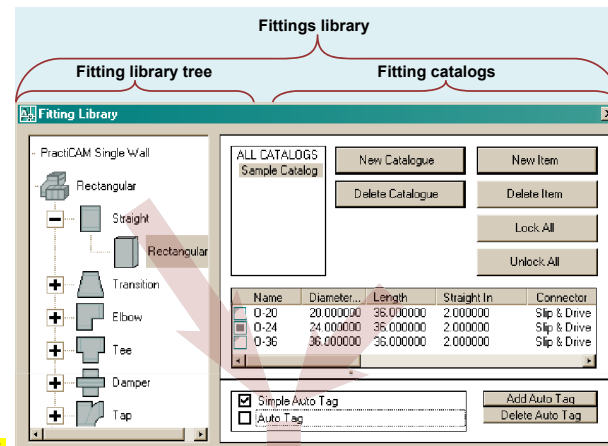 Fittings library
Fitting library tree
Fitting catalogs
Fitting Library
PractiCAM Single Wall
Rectangular
Straight
Rectangular
Transition
Elbow
Tee
Damper
Tap
ALL CATALOGS
Sample Catalog
New Catalogue
Delete Catalogue
New Item
Delete Item
Lock All
Unlock All
Name Diameter... Length Straight In Connector
O-20 20.000000 36.000000 2.000000 Slip & Drive
O-24 24.000000 36.000000 2.000000 Slip & Drive
O-36 36.000000 36.000000 2.000000 Slip & Drive
Simple Auto Tag
Auto Tag
Add Auto Tag
Delete Auto Tag